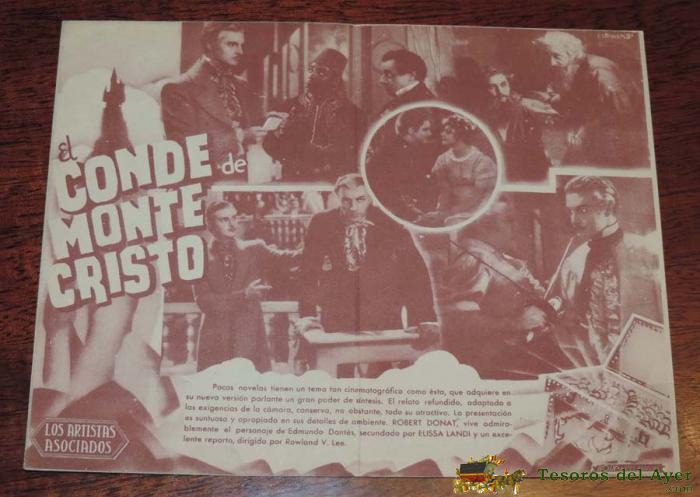 El
CONDE de
MONTE
CRISTO
Pocas novelas tienen un tema tan cinematográfico como ésta, que adquiere en
su nueva versión parlante un gran poder de síntesis. El relato refundido, adaptado a
las exigencias de la cámara, conserva, no obstante, todo su atractivo. La presentación
es suntuosa y apropiada en sus detalles de ambiente. ROBERT DONAT, vive admira-
blemente el personaje de Edmundo Dantés, secundado por ELISSA LANDI y un exce-
lente reparto, dirigido por Rowland V. Lee.
LOS ARTISTAS
ASOCIADOS
Tesoros del Ayer
.com